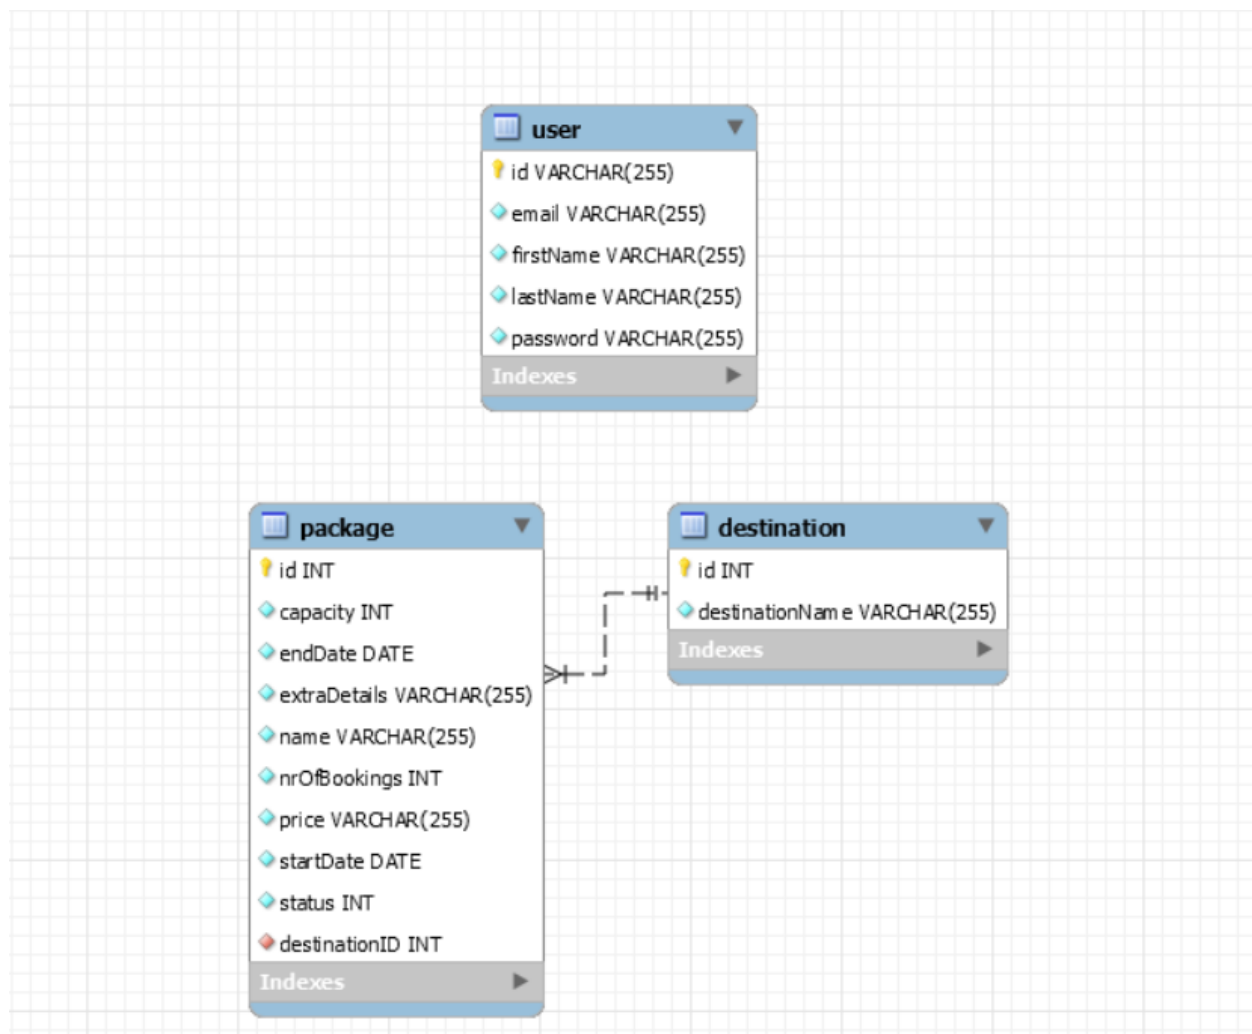 user
id VARCHAR(255)
email VARCHAR(255)
firstName VARCHAR(255)
lastName VARCHAR(255)
password VARCHAR(255)
Indexes
package
id INT
capacity INT
endDate DATE
extraDetails VARCHAR(255)
name VARCHAR(255)
nrOfBookings INT
price VARCHAR(255)
startDate DATE
status INT
destinationID INT
Indexes
destination
id INT
destinationName VARCHAR(255)
Indexes